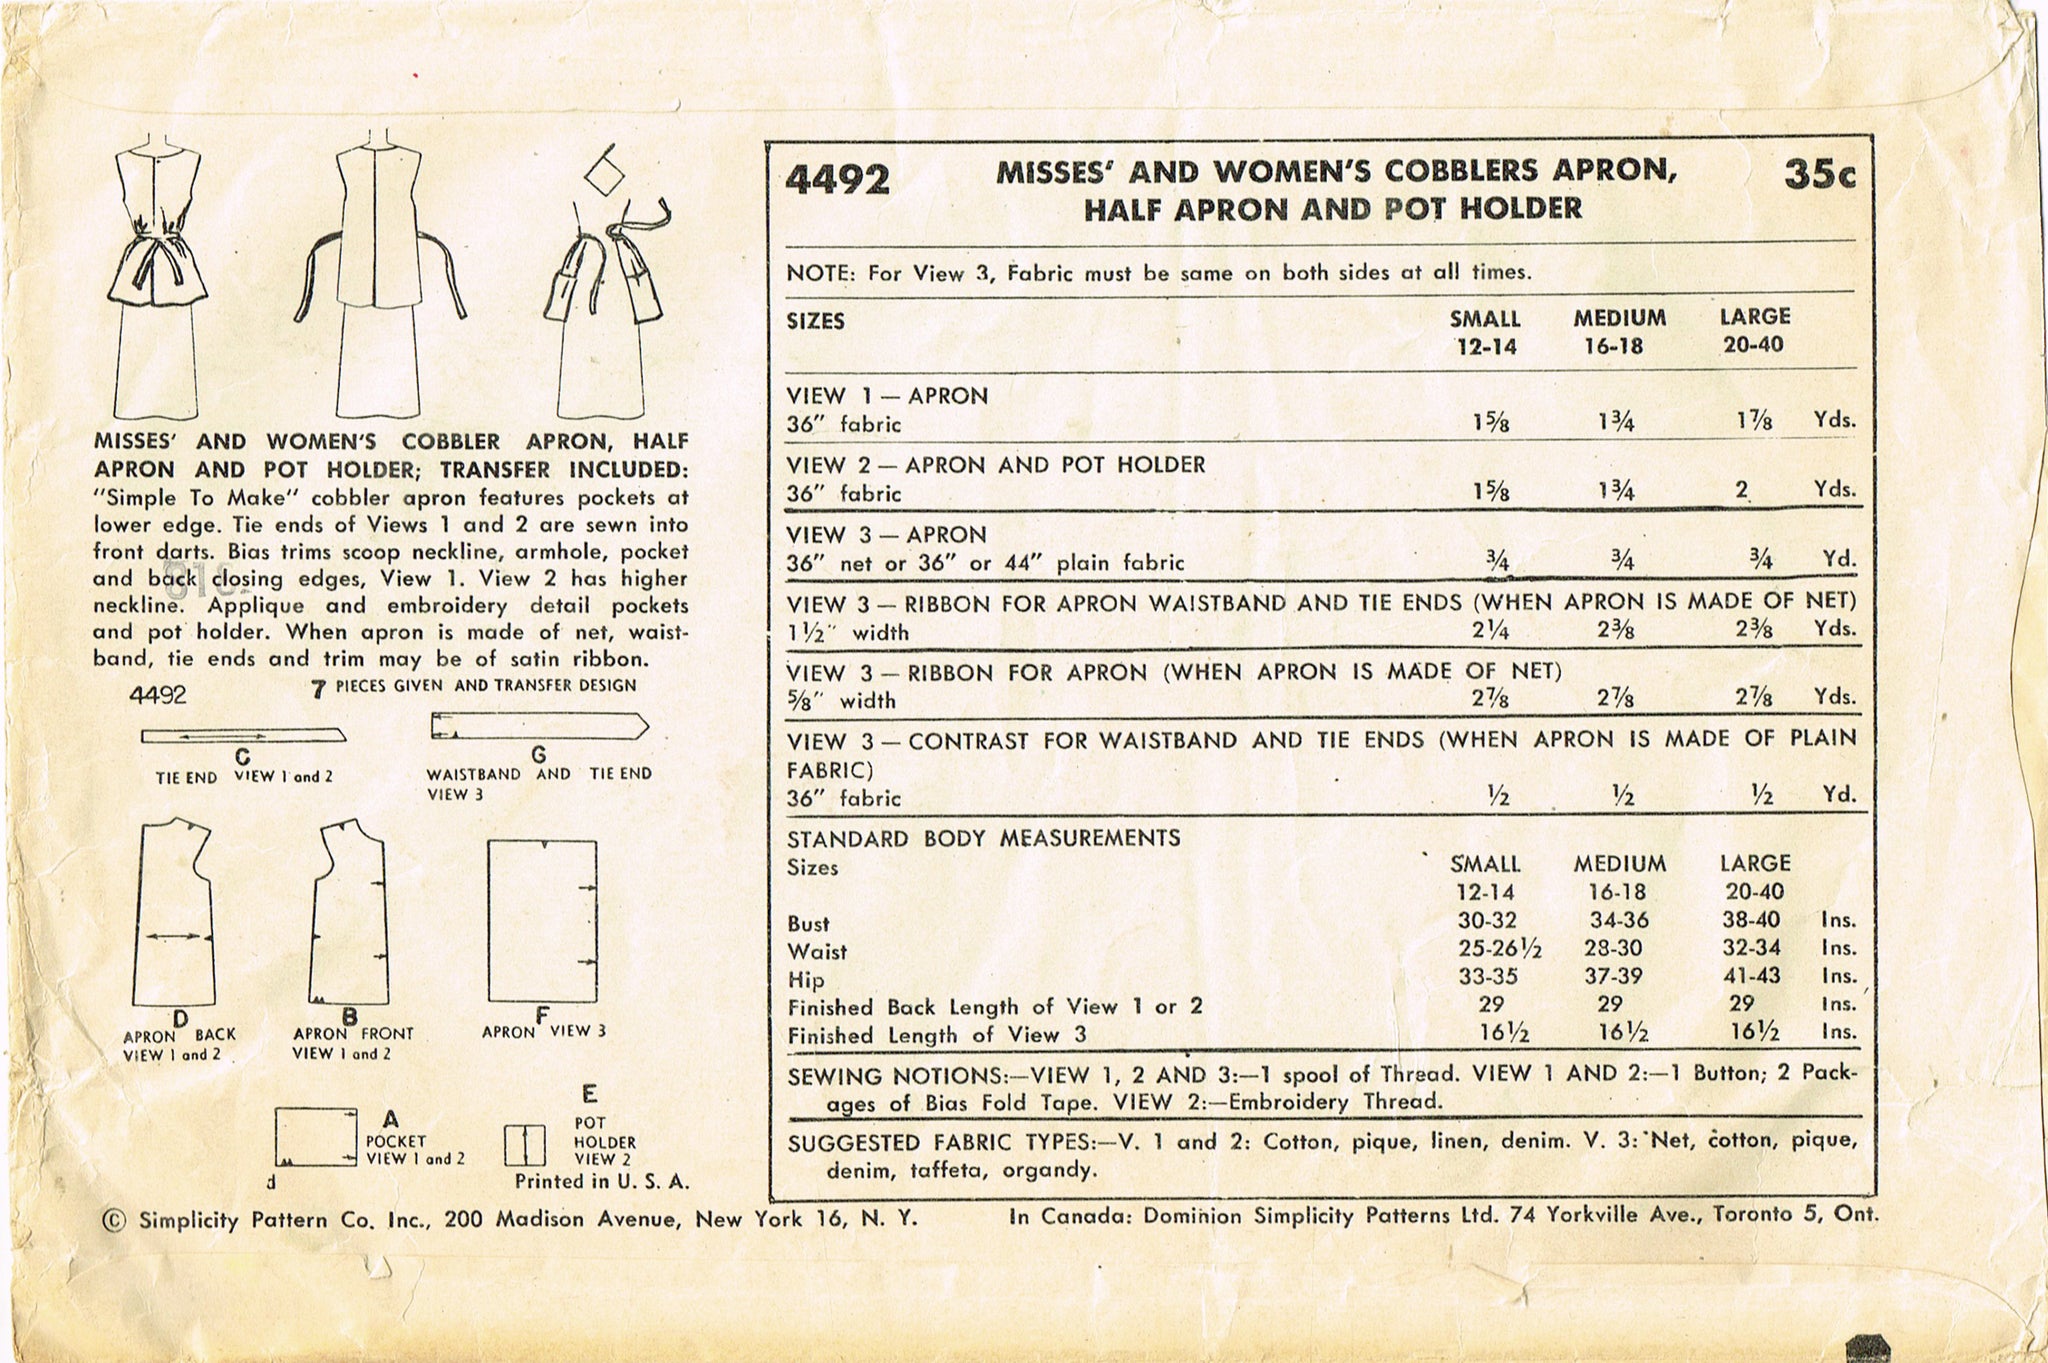 MISSES' AND WOMEN'S COBBLER APRON, HALF
APRON AND POT HOLDER; TRANSFER INCLUDED:
"Simple To Make" cobbler apron features pockets at
lower edge. Tie ends of Views 1 and 2 are sewn into
front darts. Bias trims scoop neckline, armhole, pocket
and back closing edges, View 1. View 2 has higher
neckline. Applique and embroidery detail pockets
and pot holder. When apron is made of net, waist-
band, tie ends and trim may be of satin ribbon.
4492 7 PIECES GIVEN AND TRANSFER DESIGN
C
TIE END VIEW 1 and 2
G
WAISTBAND AND TIE END
VIEW 3
D
APRON BACK
VIEW 1 and 2
B
APRON FRONT
VIEW 1 and 2
F
APRON VIEW 3
A
POCKET
VIEW 1 and 2
d
E
POT
HOLDER
VIEW 2
Printed in U. S. A.
4492 MISSES' AND WOMEN'S COBBLERS APRON, 35c
HALF APRON AND POT HOLDER
NOTE: For View 3, Fabric must be same on both sides at all times.
SIZES SMALL MEDIUM LARGE
12-14 16-18 20-40
VIEW 1 — APRON
36" fabric 1⅝ 1¾ 1⅞ Yds.
VIEW 2 — APRON AND POT HOLDER
36" fabric 1⅝ 1¾ 2 Yds.
VIEW 3 — APRON
36" net or 36" or 44" plain fabric ¾ ¾ ¾ Yd.
VIEW 3 — RIBBON FOR APRON WAISTBAND AND TIE ENDS (WHEN APRON IS MADE OF NET)
1½" width 2¼ 2⅜ 2⅜ Yds.
VIEW 3 — RIBBON FOR APRON (WHEN APRON IS MADE OF NET)
⅝" width 2⅞ 2⅞ 2⅞ Yds.
VIEW 3 — CONTRAST FOR WAISTBAND AND TIE ENDS (WHEN APRON IS MADE OF PLAIN
FABRIC)
36" fabric ½ ½ ½ Yd.
STANDARD BODY MEASUREMENTS
Sizes SMALL MEDIUM LARGE
12-14 16-18 20-40
Bust 30-32 34-36 38-40 Ins.
Waist 25-26½ 28-30 32-34 Ins.
Hip 33-35 37-39 41-43 Ins.
Finished Back Length of View 1 or 2 29 29 29 Ins.
Finished Length of View 3 16½ 16½ 16½ Ins.
SEWING NOTIONS:—VIEW 1, 2 AND 3:—1 spool of Thread. VIEW 1 AND 2:—1 Button; 2 Pack-
ages of Bias Fold Tape. VIEW 2:—Embroidery Thread.
SUGGESTED FABRIC TYPES:—V. 1 and 2: Cotton, pique, linen, denim. V. 3: Net, cotton, pique,
denim, taffeta, organdy.
© Simplicity Pattern Co. Inc., 200 Madison Avenue, New York 16, N. Y. In Canada: Dominion Simplicity Patterns Ltd. 74 Yorkville Ave., Toronto 5, Ont.